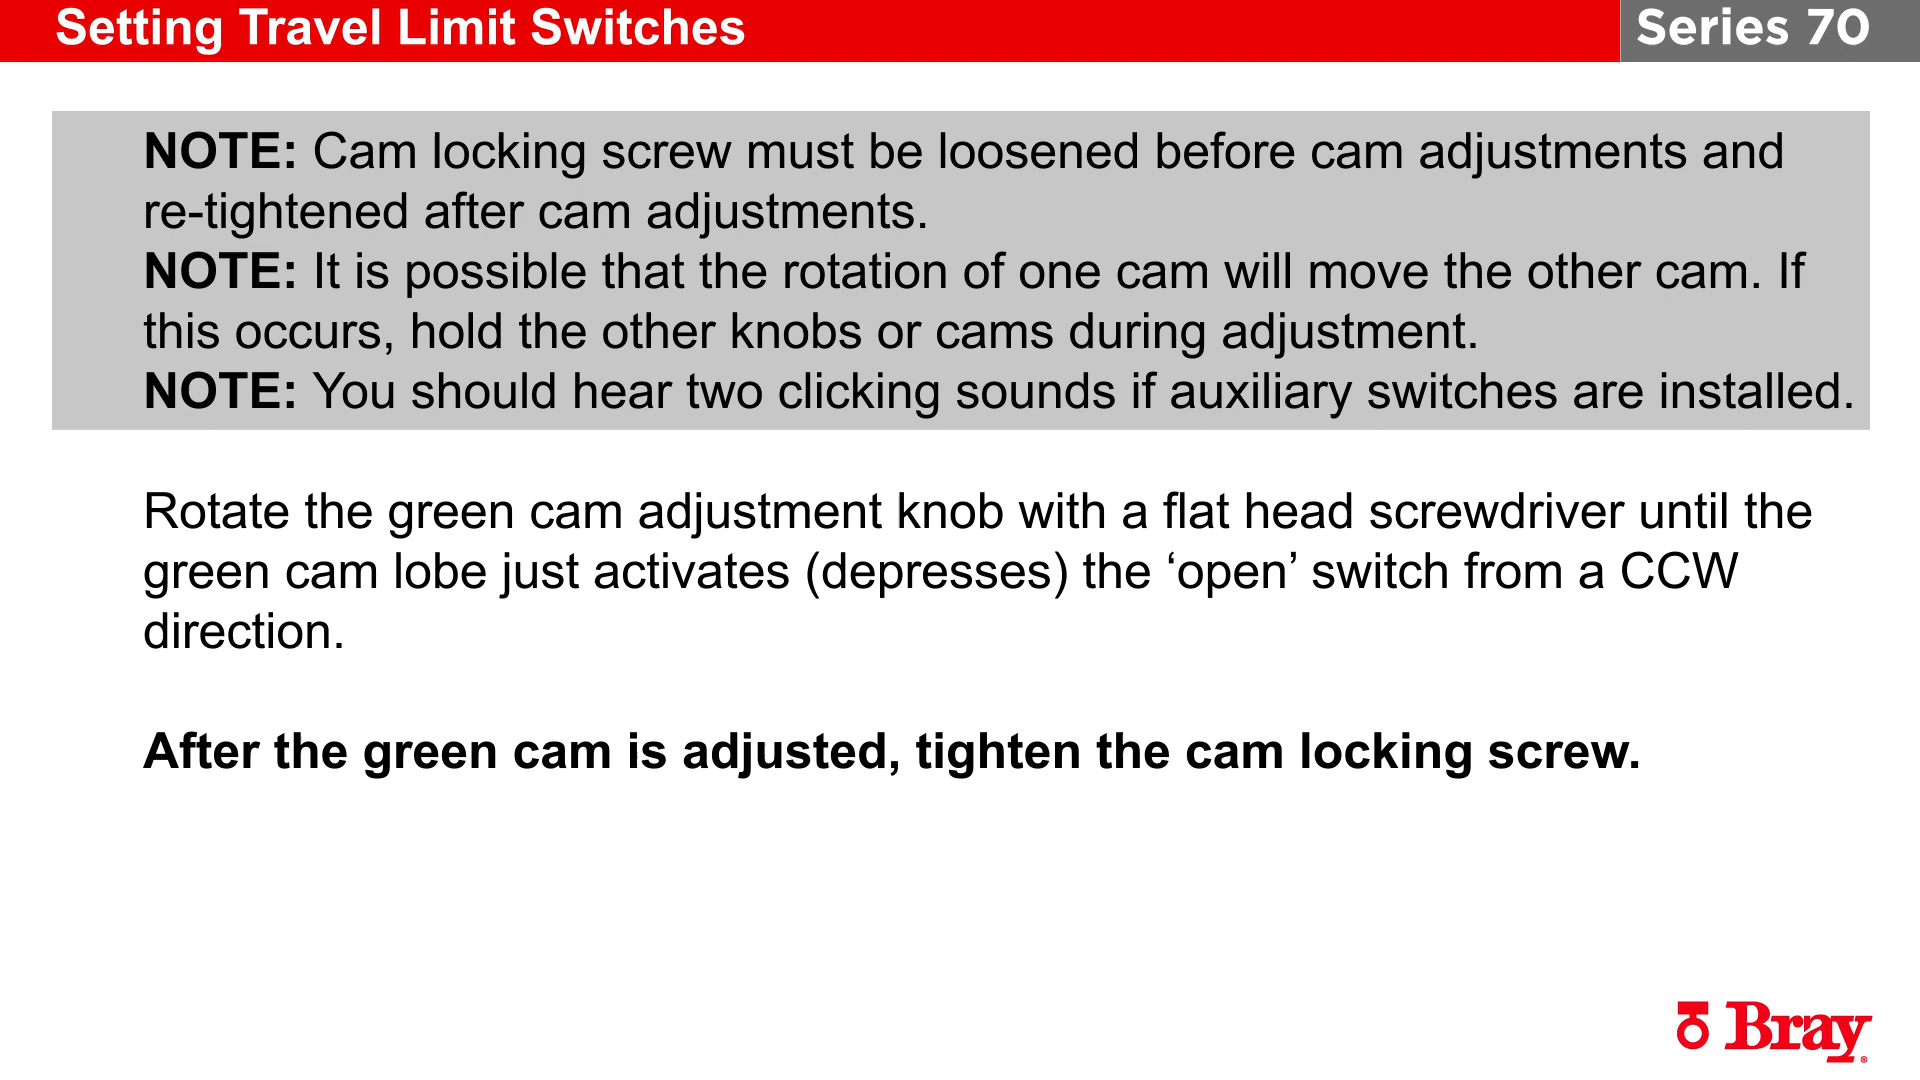 Setting Travel Limit Switches
Series 70
NOTE: Cam locking screw must be loosened before cam adjustments and
re-tightened after cam adjustments.
NOTE: It is possible that the rotation of one cam will move the other cam. If
this occurs, hold the other knobs or cams during adjustment.
NOTE: You should hear two clicking sounds if auxiliary switches are installed.
Rotate the green cam adjustment knob with a flat head screwdriver until the
green cam lobe just activates (depresses) the ‘open’ switch from a CCW
direction.
After the green cam is adjusted, tighten the cam locking screw.
Bray®